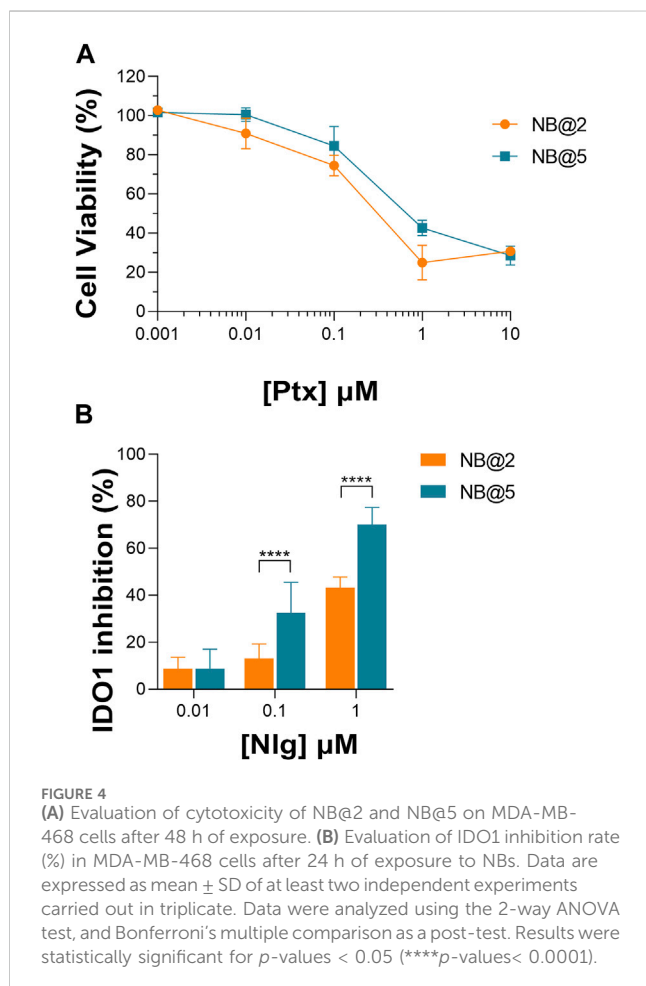 A
Cell Viability (%)
120
100
80
60
40
20
0
0.001 0.01 0.1 1 10
[Ptx] µM
NB@2
NB@5
B
IDO1 inhibition (%)
100
80
60
40
20
0
**** ****
0.01 0.1 1
[Nlg] µM
NB@2
NB@5
FIGURE 4
(A) Evaluation of cytotoxicity of NB@2 and NB@5 on MDA-MB-
468 cells after 48 h of exposure. (B) Evaluation of IDO1 inhibition rate
(%) in MDA-MB-468 cells after 24 h of exposure to NBs. Data are
expressed as mean ± SD of at least two independent experiments
carried out in triplicate. Data were analyzed using the 2-way ANOVA
test, and Bonferroni’s multiple comparison as a post-test. Results were
statistically significant for p-values < 0.05 (****p-values< 0.0001).